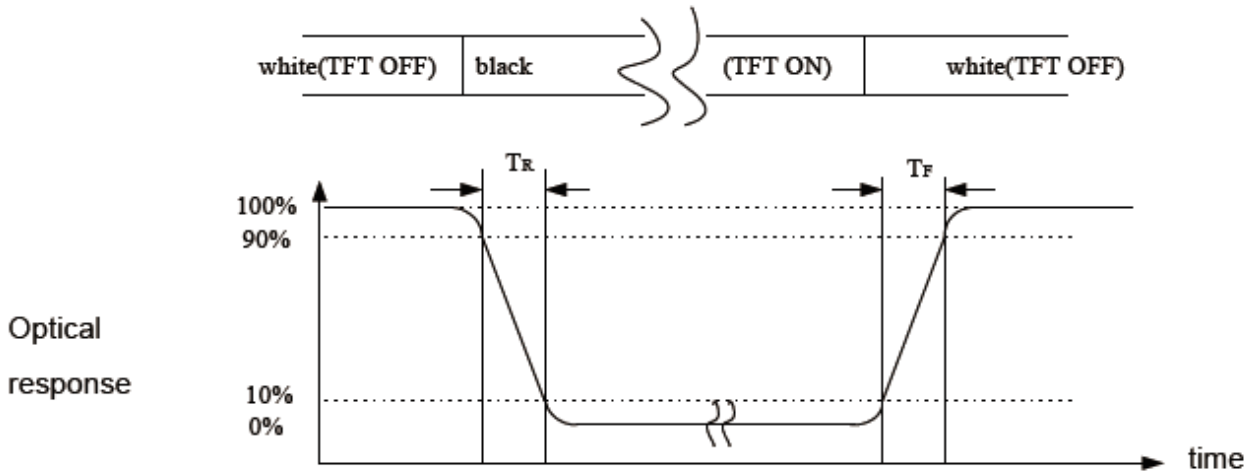 white(TFT OFF) black (TFT ON) white(TFT OFF)
TR TF
100%
90%
Optical
response
10%
0%
time